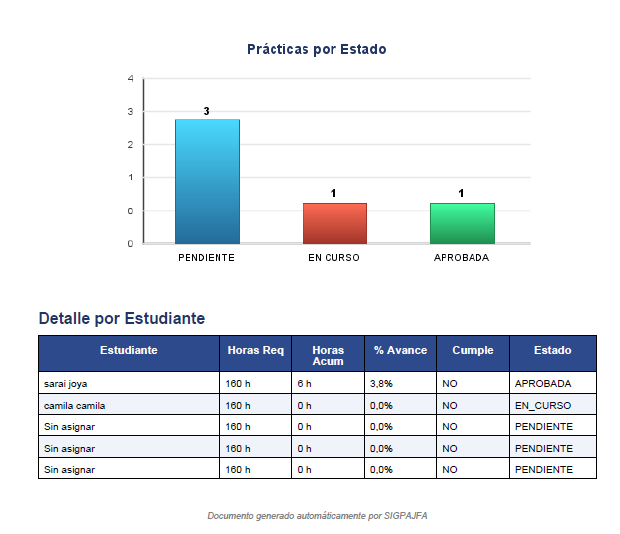 Prácticas por Estado
4
3
2
1
0
0
3
1
1
PENDIENTE EN CURSO APROBADA
Detalle por Estudiante
Estudiante Horas Req Horas Acum % Avance Cumple Estado
sarai joya 160 h 6 h 3,8% NO APROBADA
camila camila 160 h 0 h 0,0% NO EN_CURSO
Sin asignar 160 h 0 h 0,0% NO PENDIENTE
Sin asignar 160 h 0 h 0,0% NO PENDIENTE
Sin asignar 160 h 0 h 0,0% NO PENDIENTE
Documento generado automáticamente por SIGPAJFA